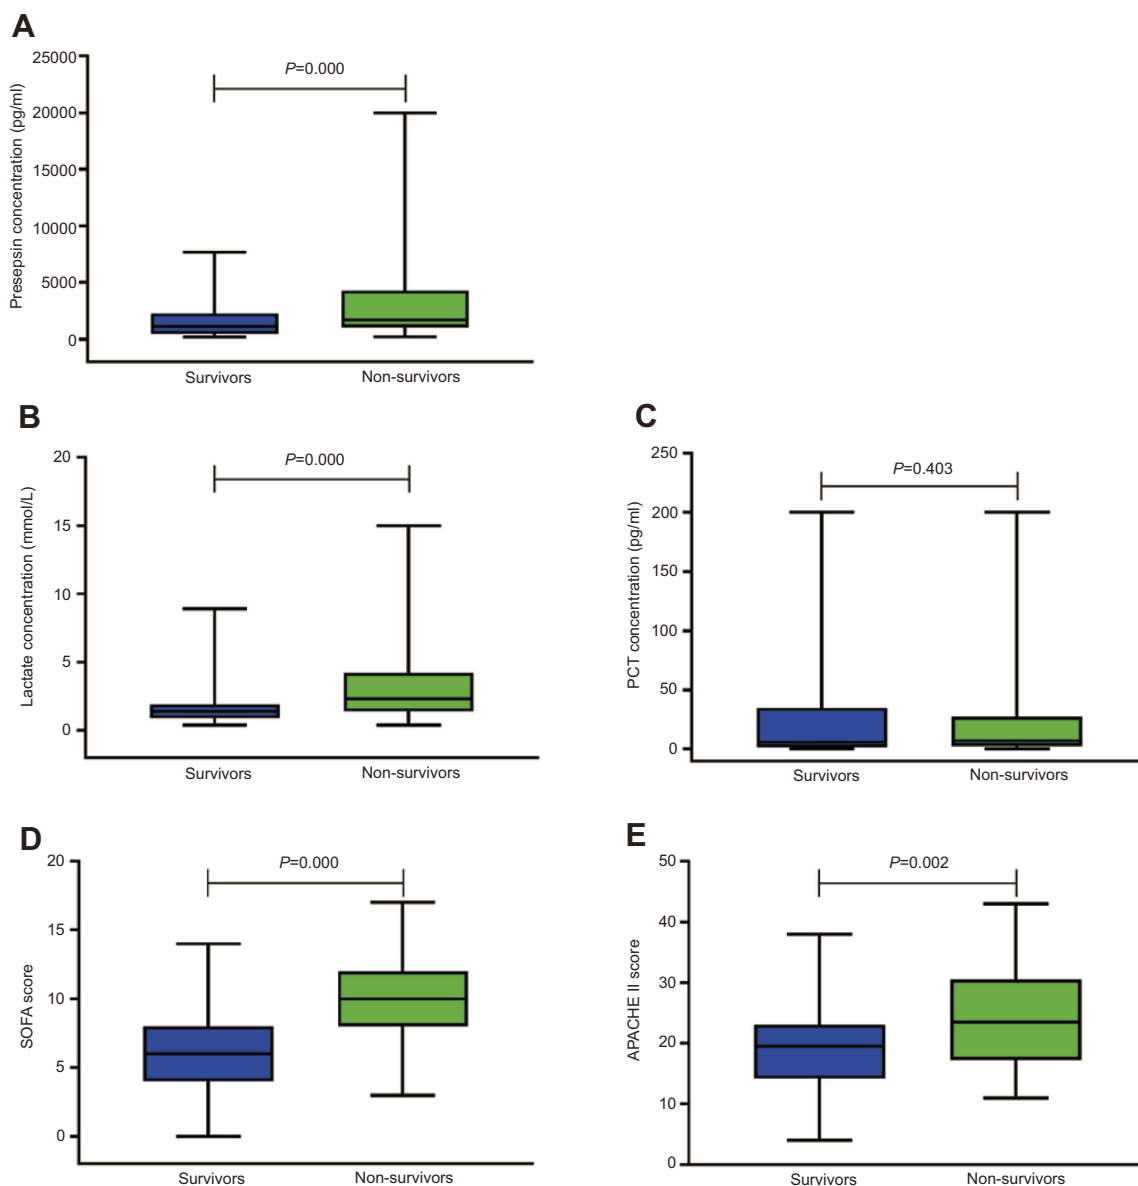 A
Presepsin concentration (pg/ml)
25000
20000
15000
10000
5000
0
P=0.000
Survivors
Non-survivors
B
Lactate concentration (mmol/L)
20
15
10
5
0
P=0.000
Survivors
Non-survivors
C
PCT concentration (pg/ml)
250
200
150
100
50
0
P=0.403
Survivors
Non-survivors
D
SOFA score
20
15
10
5
0
P=0.000
Survivors
Non-survivors
E
APACHE II score
50
40
30
20
10
0
P=0.002
Survivors
Non-survivors